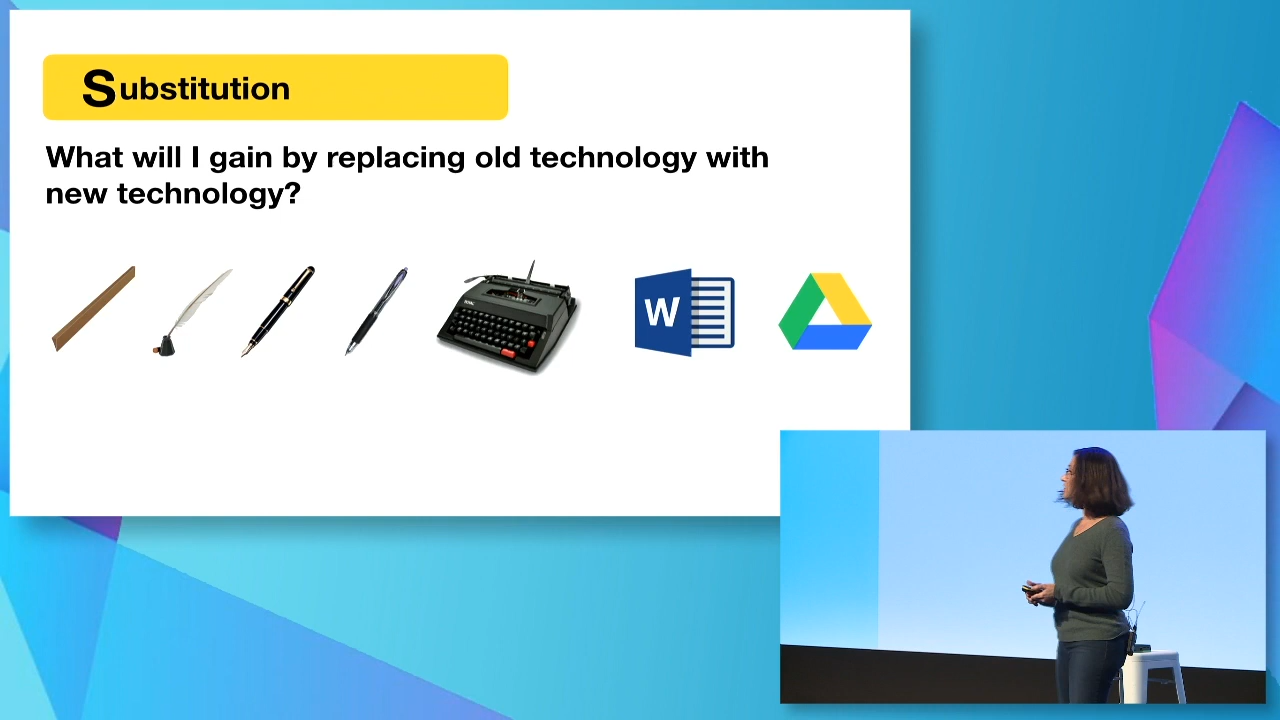 Substitution
What will I gain by replacing old technology with
new technology?
W